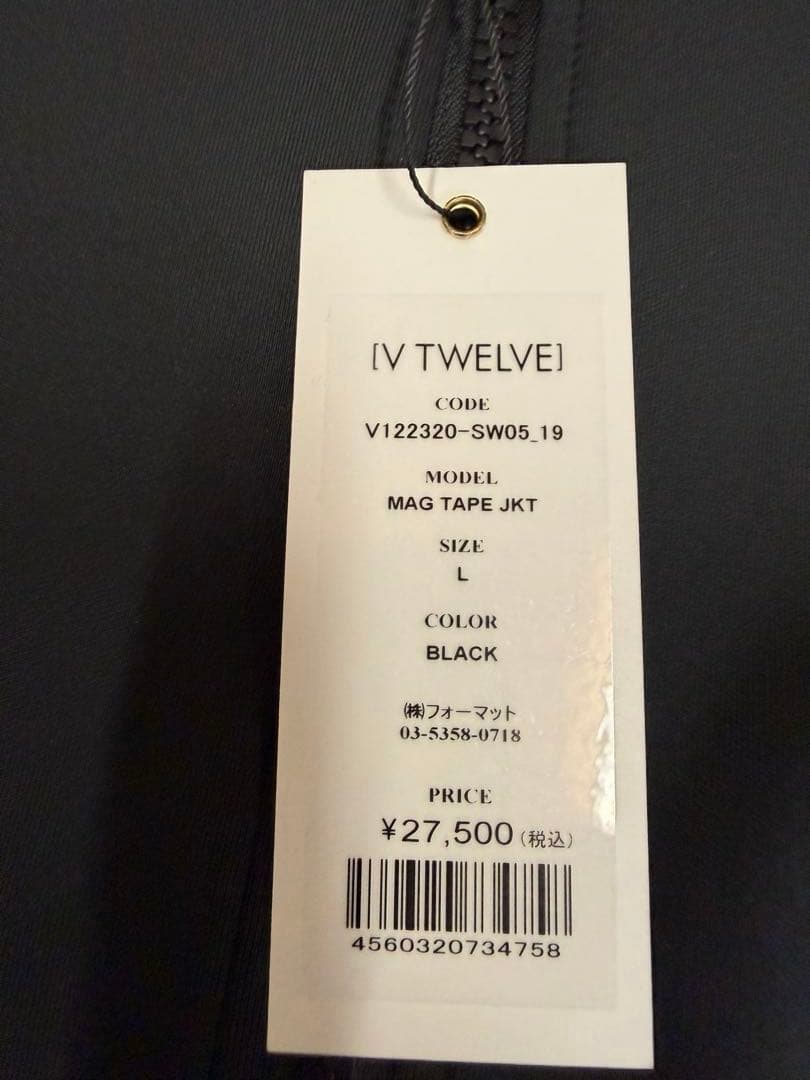 [V TWELVE]
CODE
V122320-SW05_19
MODEL
MAG TAPE JKT
SIZE
L
COLOR
BLACK
㈱フォーマット
03-5358-0718
PRICE
¥27,500(税込)
4560320734758